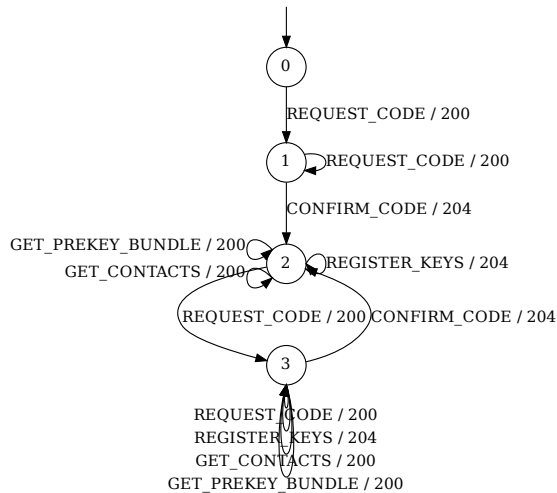 0
REQUEST_CODE / 200
1
REQUEST_CODE / 200
CONFIRM_CODE / 204
GET_PREKEY_BUNDLE / 200
2
REGISTER_KEYS / 204
GET_CONTACTS / 200
REQUEST_CODE / 200
CONFIRM_CODE / 204
3
REQUEST_CODE / 200
REGISTER_KEYS / 204
GET_CONTACTS / 200
GET_PREKEY_BUNDLE / 200